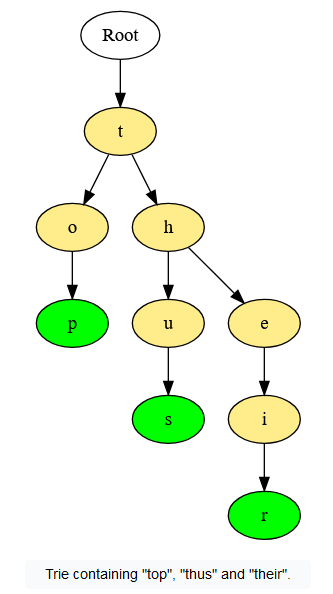 Root
t
o h
p u e
s i
r
Trie containing "top", "thus" and "their".